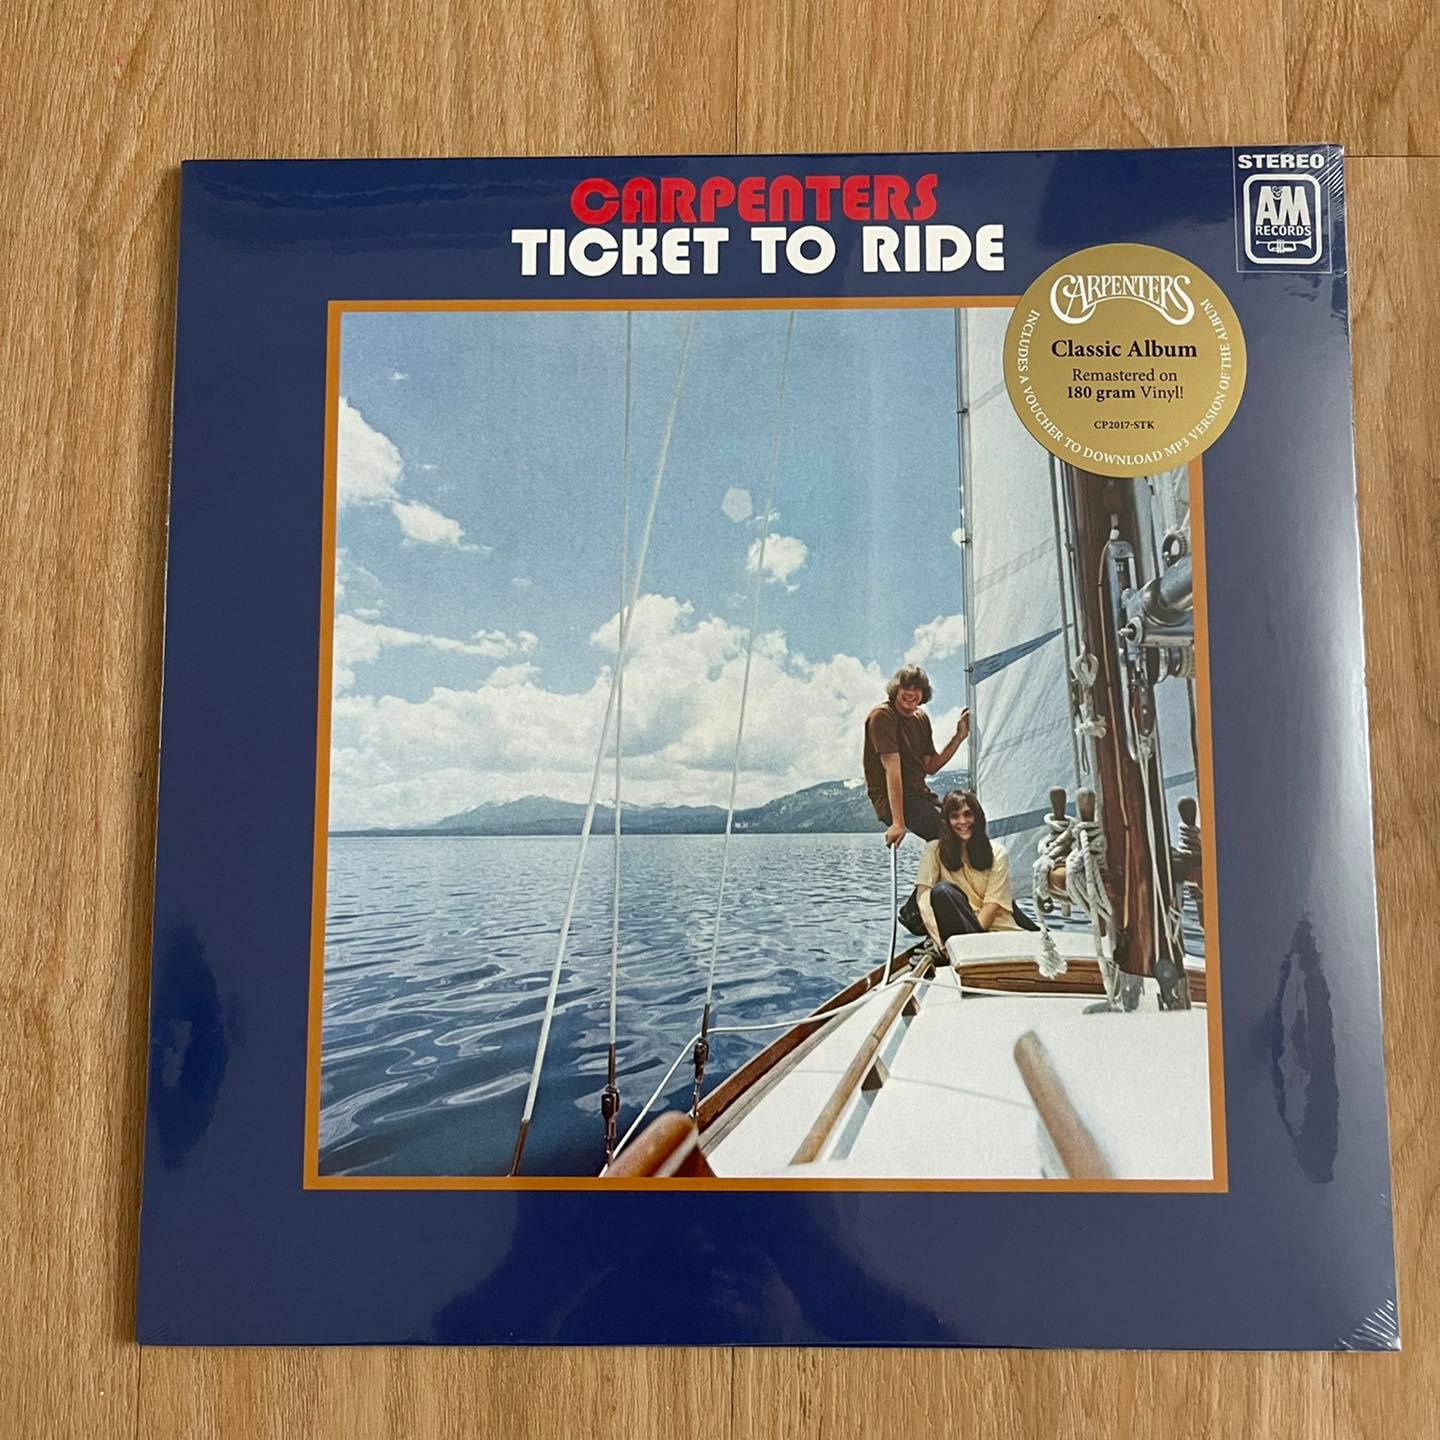 CARPENTERS
TICKET TO RIDE
STEREO
A&M
RECORDS
CARPENTERS
Classic Album
Remastered on
180 gram Vinyl!
CP2017-STK
INCLUDES A VOUCHER TO DOWNLOAD MP3 VERSION OF THE ALBUM